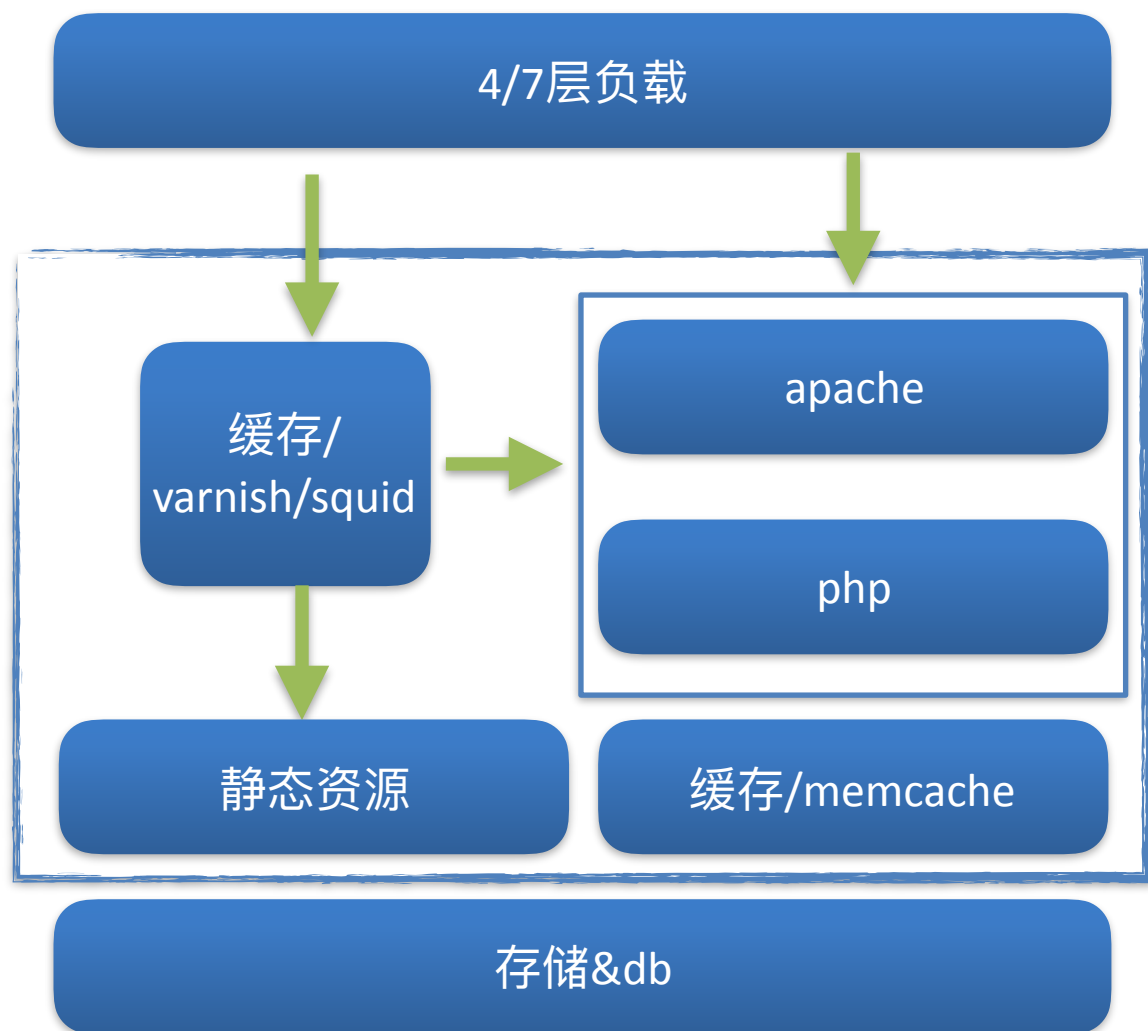 4/7层负载
缓存/
varnish/squid
apache
php
静态资源
缓存/memcache
存储&db